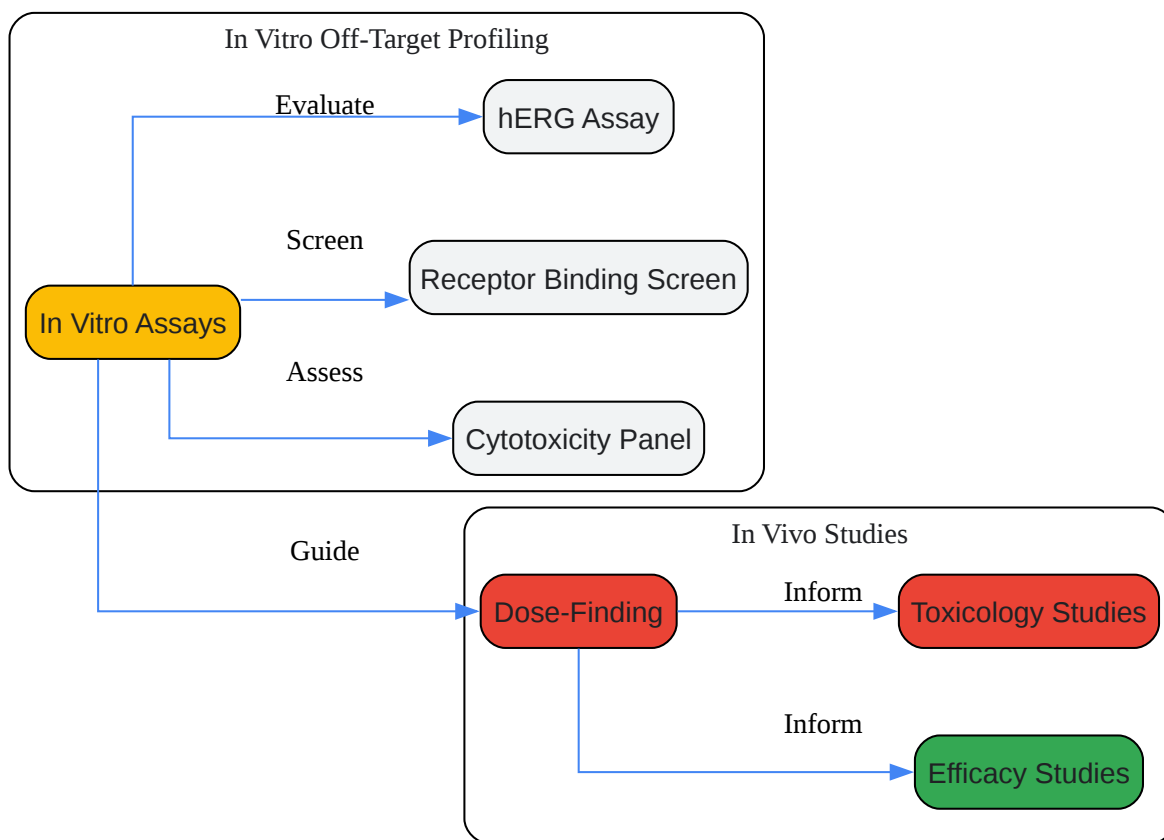 In Vitro Off-Target Profiling
Evaluate
hERG Assay
Screen
Receptor Binding Screen
In Vitro Assays
Assess
Cytotoxicity Panel
In Vivo Studies
Guide
Dose-Finding
Inform
Toxicology Studies
Inform
Efficacy Studies